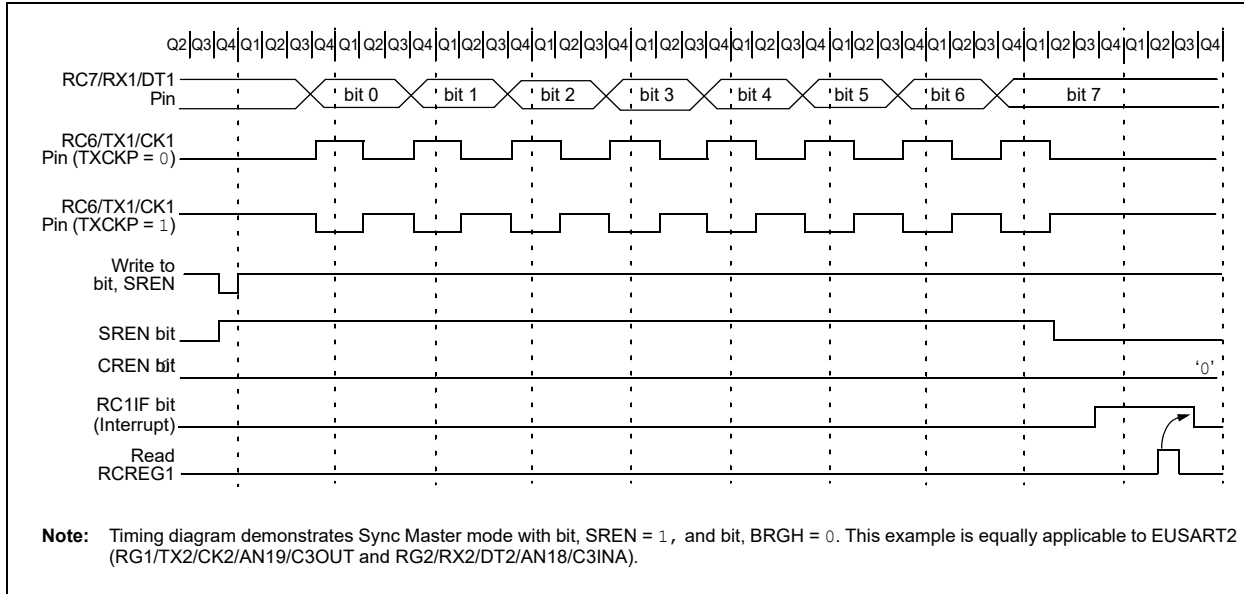 Q2 Q3 Q4 Q1 Q2 Q3 Q4 Q1 Q2 Q3 Q4 Q1 Q2 Q3 Q4 Q1 Q2 Q3 Q4 Q1 Q2 Q3 Q4 Q1 Q2 Q3 Q4 Q1 Q2 Q3 Q4 Q1 Q2 Q3 Q4 Q1 Q2 Q3 Q4 Q1 Q2 Q3 Q4
RC7/RX1/DT1
Pin
bit 0 bit 1 bit 2 bit 3 bit 4 bit 5 bit 6 bit 7
RC6/TX1/CK1
Pin (TXCKP = 0)
RC6/TX1/CK1
Pin (TXCKP = 1)
Write to
bit, SREN
SREN bit
CREN bit ‘0’
RC1IF bit
(Interrupt)
Read
RCREG1
Note: Timing diagram demonstrates Sync Master mode with bit, SREN = 1, and bit, BRGH = 0. This example is equally applicable to EUSART2
(RG1/TX2/CK2/AN19/C3OUT and RG2/RX2/DT2/AN18/C3INA).